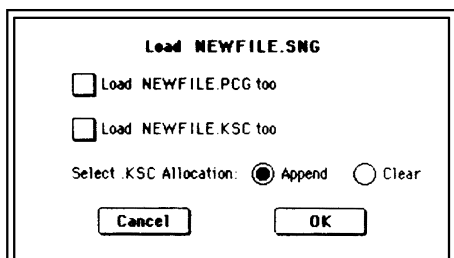 Load NEWFILE.SNG
Load NEWFILE.PCG too
Load NEWFILE.KSC too
Select .KSC Allocation: Append Clear
Cancel OK